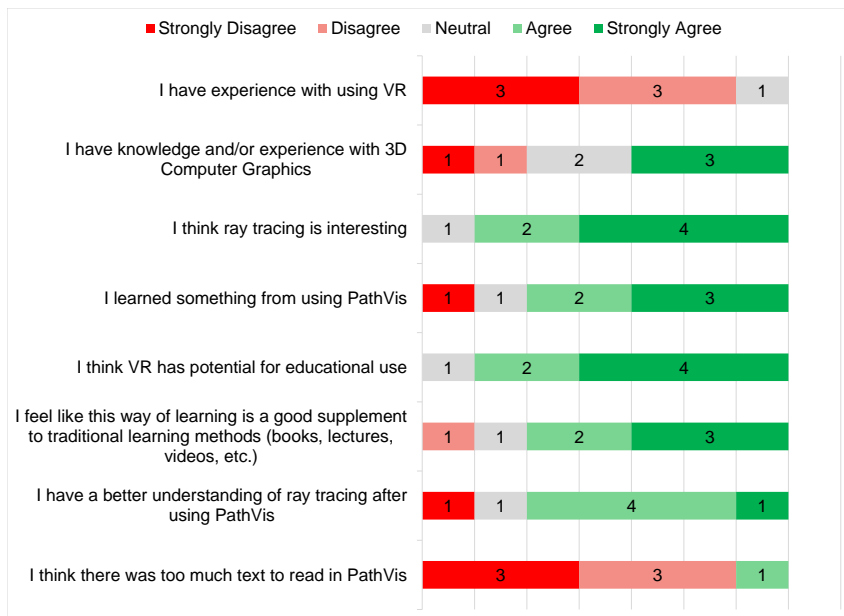 Strongly Disagree Disagree Neutral Agree Strongly Agree
I have experience with using VR 3 3 1
I have knowledge and/or experience with 3D
Computer Graphics 1 1 2 3
I think ray tracing is interesting 1 2 4
I learned something from using PathVis 1 1 2 3
I think VR has potential for educational use 1 2 4
I feel like this way of learning is a good supplement
to traditional learning methods (books, lectures,
videos, etc.) 1 1 2 3
I have a better understanding of ray tracing after
using PathVis 1 1 4 1
I think there was too much text to read in PathVis 3 3 1